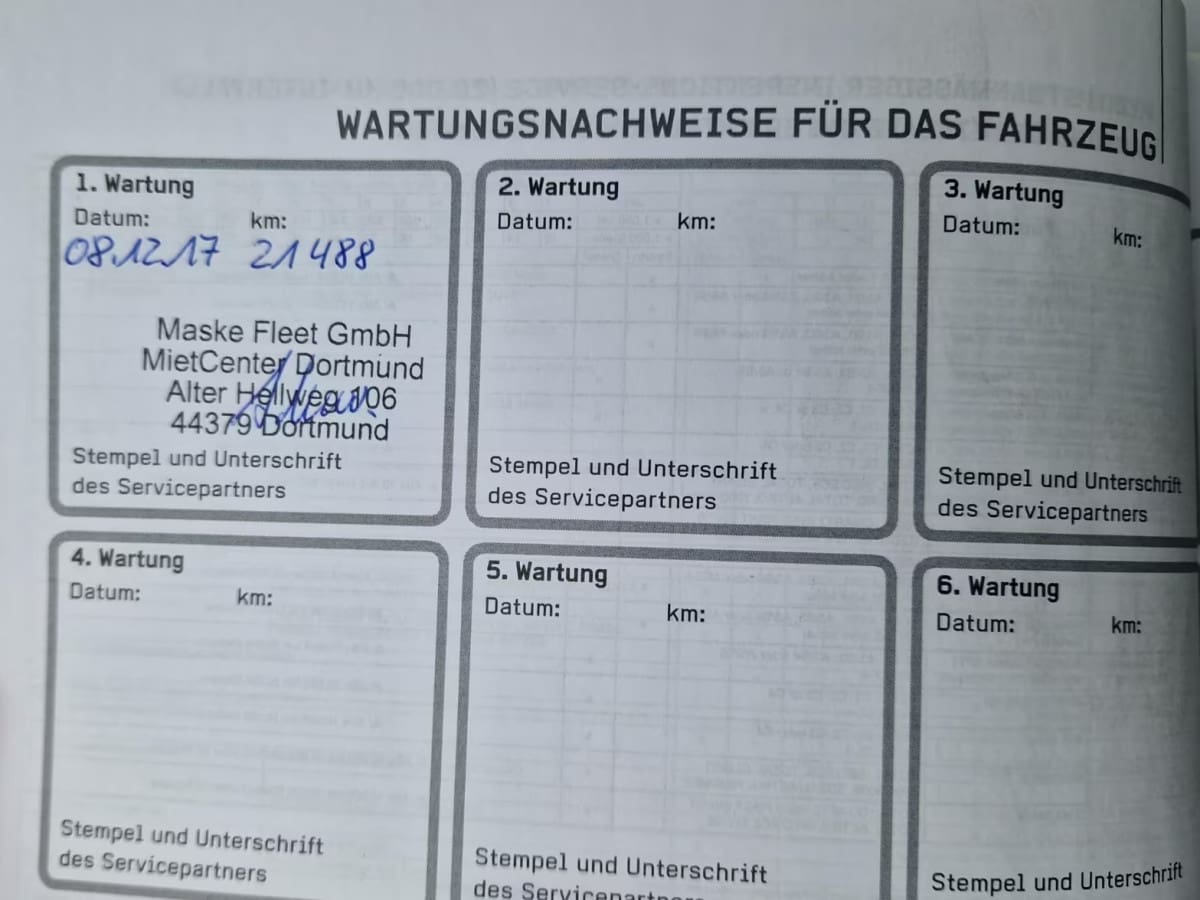 WARTUNGSNACHWEISE FÜR DAS FAHRZEUG
1. Wartung
Datum: km:
08.12.17 21488
Maske Fleet GmbH
MietCenter Dortmund
Alter Hellweg 106
44379 Dortmund
Stempel und Unterschrift
des Servicepartners
2. Wartung
Datum: km:
Stempel und Unterschrift
des Servicepartners
3. Wartung
Datum: km:
Stempel und Unterschrift
des Servicepartners
4. Wartung
Datum: km:
Stempel und Unterschrift
des Servicepartners
5. Wartung
Datum: km:
Stempel und Unterschrift
des Servicepartners
6. Wartung
Datum: km:
Stempel und Unterschrift